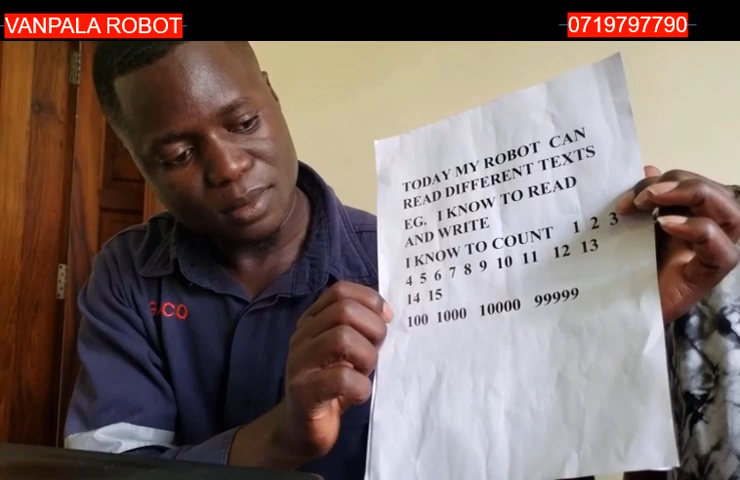 VANPALA ROBOT
0719797790
TODAY MY ROBOT CAN
READ DIFFERENT TEXTS
EG. I KNOW TO READ
AND WRITE
I KNOW TO COUNT 1 2 3
4 5 6 7 8 9 10 11 12 13
14 15
100 1000 10000 99999